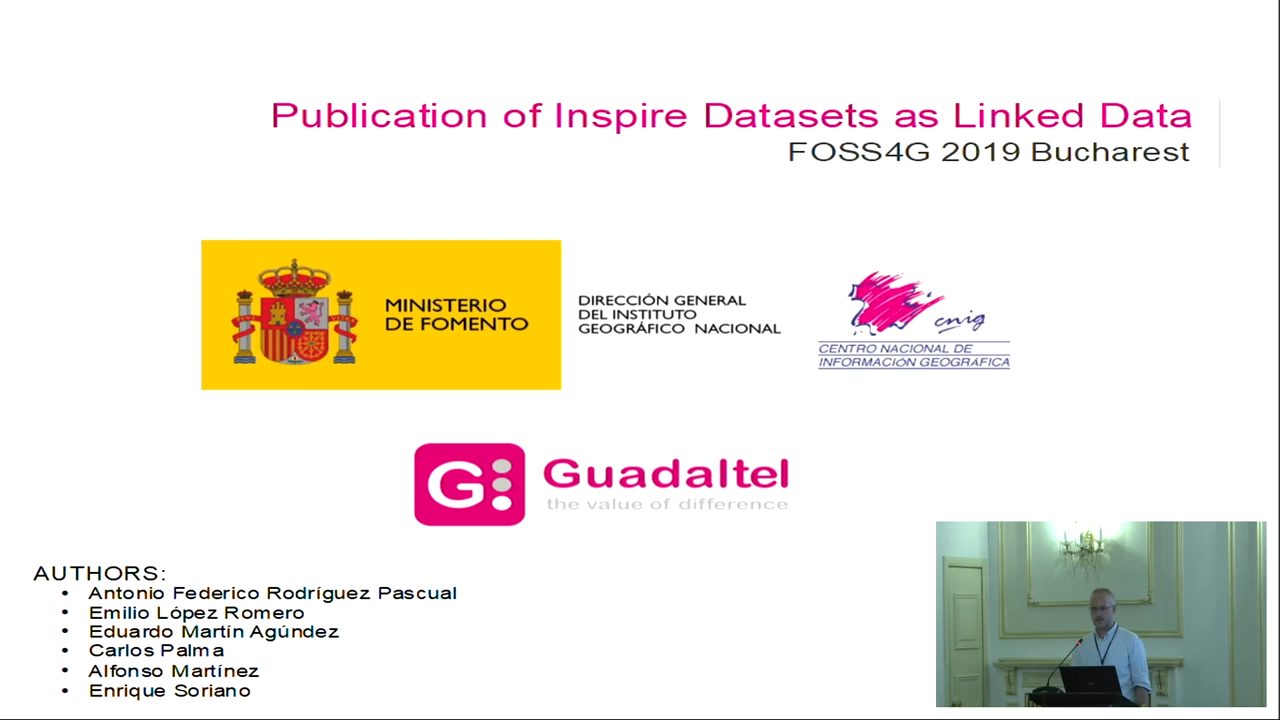 Publication of Inspire Datasets as Linked Data
FOSS4G 2019 Bucharest
MINISTERIO
DE FOMENTO
DIRECCIÓN GENERAL
DEL INSTITUTO
GEOGRÁFICO NACIONAL
cnig
CENTRO NACIONAL DE
INFORMACIÓN GEOGRÁFICA
G
Guadaltel
the value of difference
AUTHORS:
• Antonio Federico Rodríguez Pascual
• Emilio López Romero
• Eduardo Martín Agúndez
• Carlos Palma
• Alfonso Martínez
• Enrique Soriano